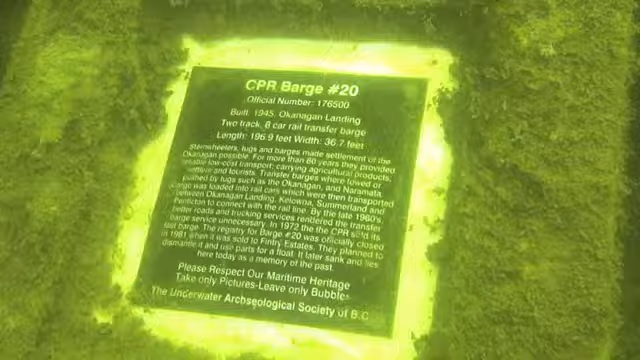 CPR Barge #20
Official Number: 176500
Built: 1945, Okanagan Landing
Two track, 8 car rail transfer barge
Length: 196.9 feet Width: 36.7 feet
Sternwheelers, tugs and barges made settlement of the
Okanagan possible. For more than 80 years they provided
reliable low-cost transport; carrying agricultural products,
settlers and tourists. Transfer barges where towed or
pushed by tugs such as the Okanagan, and Naramata.
Cargo was loaded into rail cars which were then transported
between Okanagan Landing, Kelowna, Summerland and
Penticton to connect with the rail line. By the late 1960's
better roads and trucking services rendered the transfer
barge service unnecessary. In 1972 the the CPR sold its
last barge. The registry for Barge #20 was officially closed
in 1981 when it was sold to Fintry Estates. They planned to
dismantle it and use parts for a float. It later sank and lies
here today as a memory of the past.
Please Respect Our Maritime Heritage
Take only Pictures-Leave only Bubbles
The Underwater Archseological Society of B.C